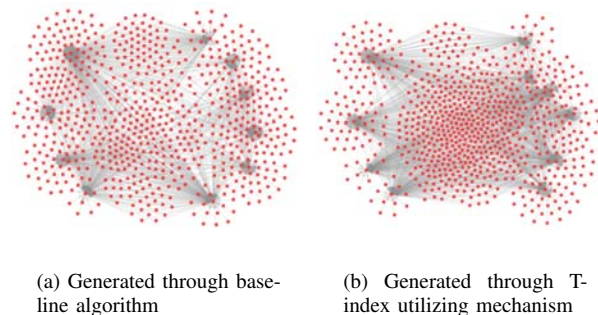 (a) Generated through base-
line algorithm
(b) Generated through T-
index utilizing mechanism